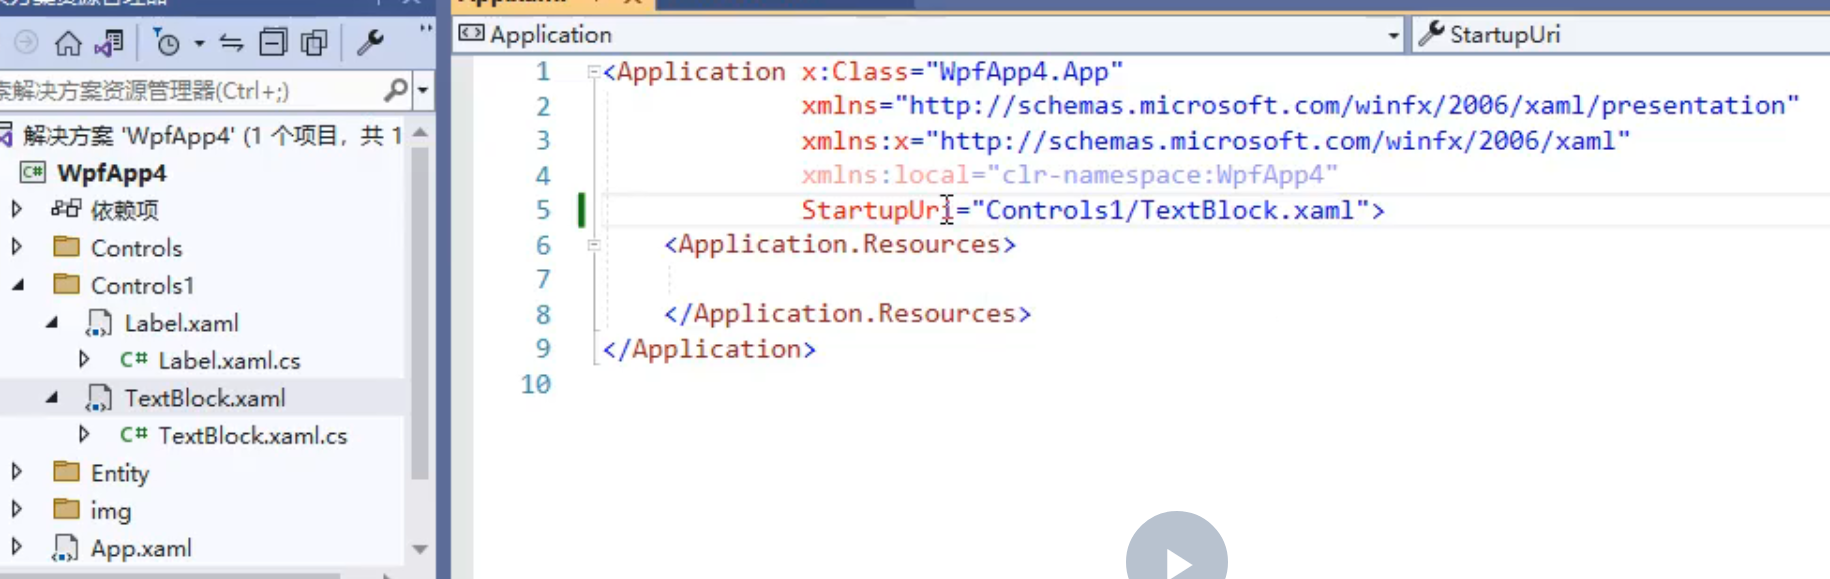 Application
StartupUri
索解决方案资源管理器(Ctrl+;)
解决方案 'WpfApp4' (1 个项目，共 1
C# WpfApp4
依赖项
Controls
Controls1
Label.xaml
C# Label.xaml.cs
TextBlock.xaml
C# TextBlock.xaml.cs
Entity
img
App.xaml
1 <Application x:Class="WpfApp4.App"
2 xmlns="http://schemas.microsoft.com/winfx/2006/xaml/presentation"
3 xmlns:x="http://schemas.microsoft.com/winfx/2006/xaml"
4 xmlns:local="clr-namespace:WpfApp4"
5 StartupUri="Controls1/TextBlock.xaml">
6 <Application.Resources>
7
8 </Application.Resources>
9 </Application>
10